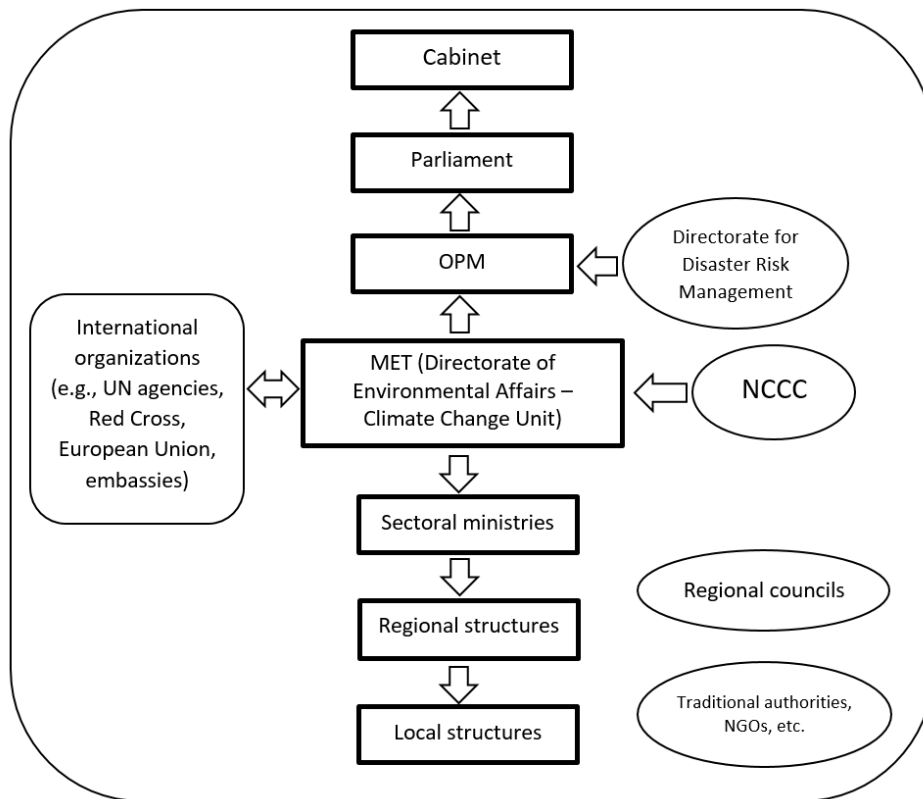 Cabinet
Parliament
OPM
Directorate for
Disaster Risk
Management
International
organizations
(e.g., UN agencies,
Red Cross,
European Union,
embassies)
MET (Directorate of
Environmental Affairs –
Climate Change Unit)
NCCC
Sectoral ministries
Regional structures
Regional councils
Local structures
Traditional authorities,
NGOs, etc.